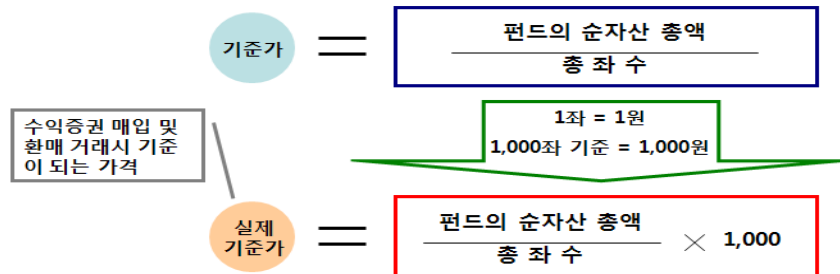 기준가
=
펀드의 순자산 총액
총 좌 수
수익증권 매입 및
환매 거래시 기준
이 되는 가격
1좌 = 1원
1,000좌 기준 = 1,000원
실제
기준가
=
펀드의 순자산 총액
총 좌 수
× 1,000